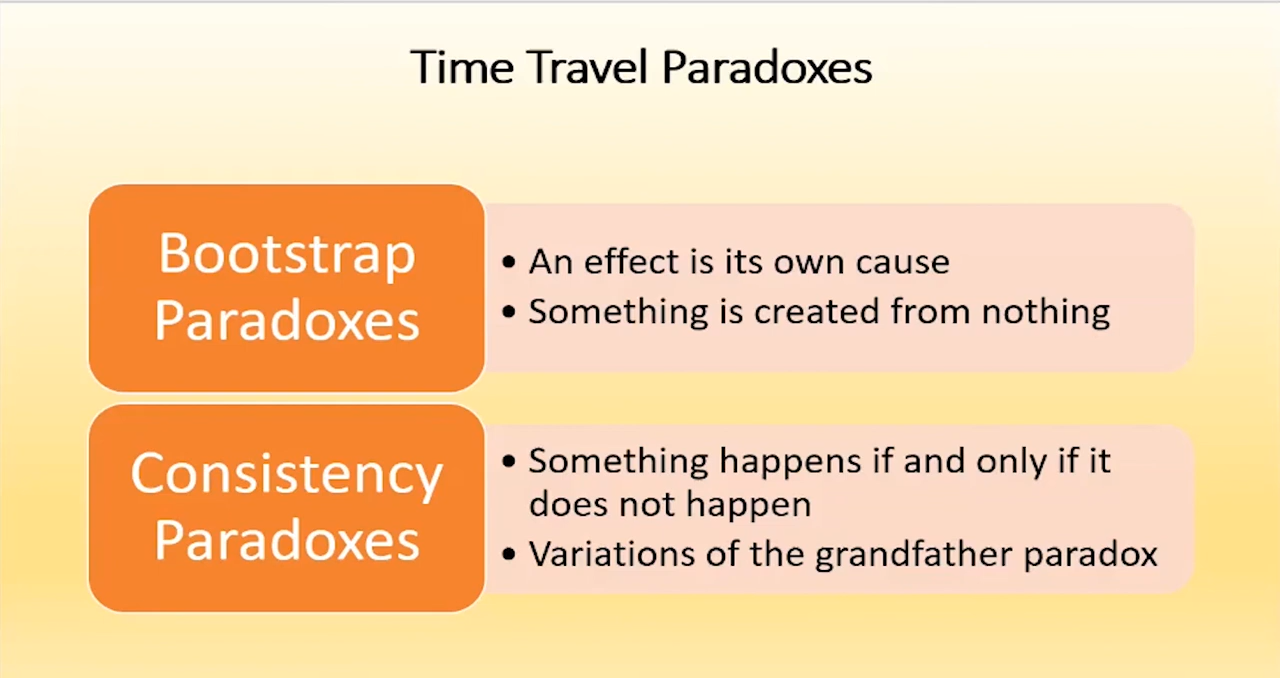 Time Travel Paradoxes
Bootstrap
Paradoxes
• An effect is its own cause
• Something is created from nothing
Consistency
Paradoxes
• Something happens if and only if it
does not happen
• Variations of the grandfather paradox